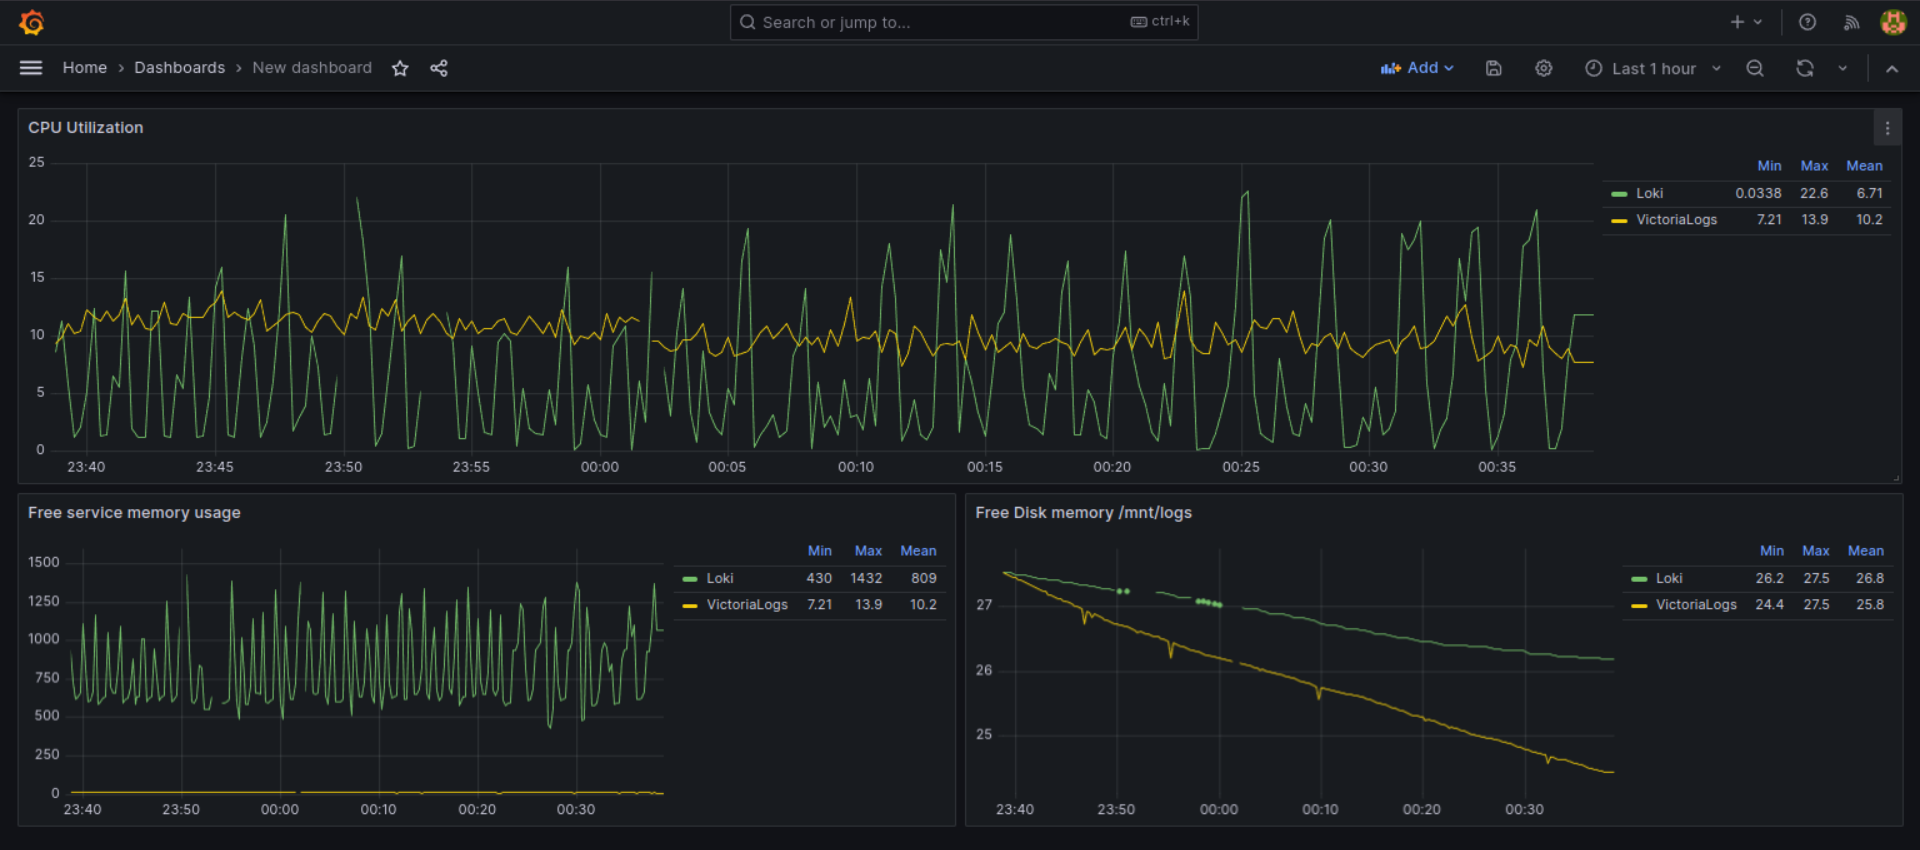 Search or jump to... ctrl+k
Home › Dashboards › New dashboard Add Last 1 hour
CPU Utilization
25
20
15
10
5
0
23:40 23:45 23:50 23:55 00:00 00:05 00:10 00:15 00:20 00:25 00:30 00:35
Min Max Mean
Loki 0.0338 22.6 6.71
VictoriaLogs 7.21 13.9 10.2
Free service memory usage
1500
1250
1000
750
500
250
0
23:40 23:50 00:00 00:10 00:20 00:30
Min Max Mean
Loki 430 1432 809
VictoriaLogs 7.21 13.9 10.2
Free Disk memory /mnt/logs
27
26
25
23:40 23:50 00:00 00:10 00:20 00:30
Min Max Mean
Loki 26.2 27.5 26.8
VictoriaLogs 24.4 27.5 25.8